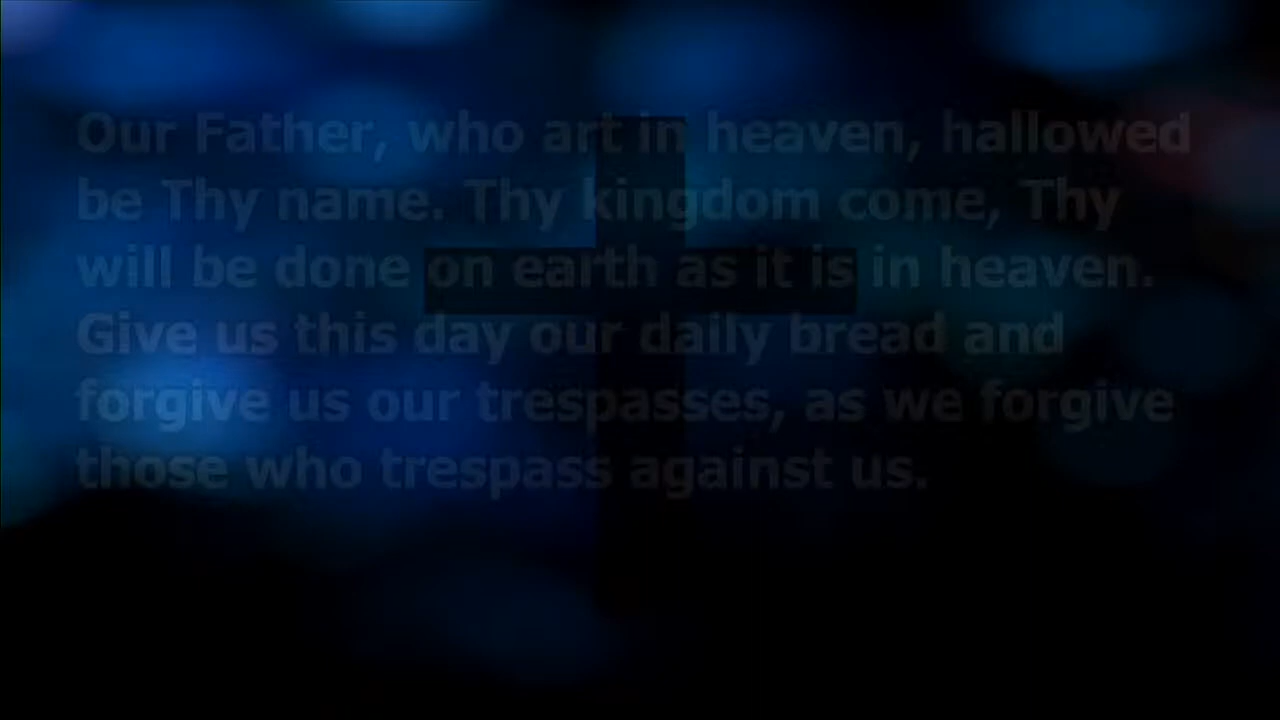 Our Father, who art in heaven, hallowed
be Thy name. Thy kingdom come, Thy
will be done on earth as it is in heaven.
Give us this day our daily bread and
forgive us our trespasses, as we forgive
those who trespass against us.